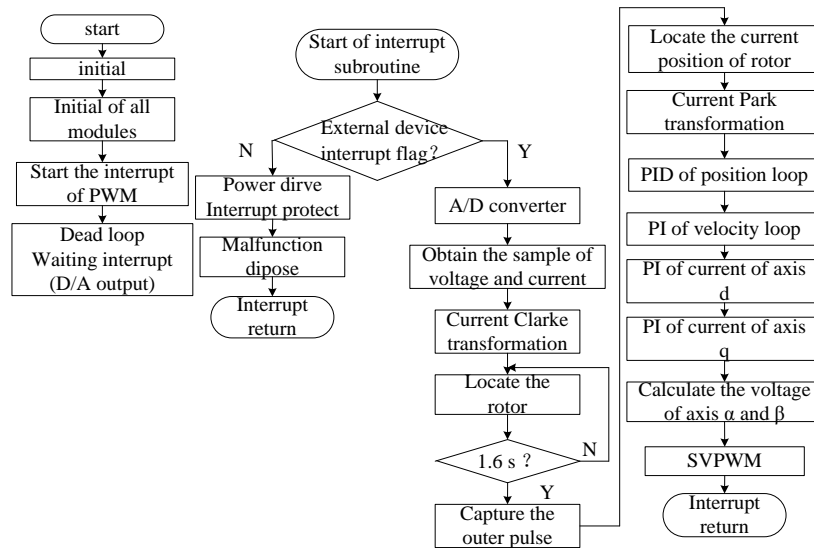 start
initial
Initial of all
modules
Start the interrupt
of PWM
Dead loop
Waiting interrupt
(D/A output)
Start of interrupt
subroutine
External device
interrupt flag?
N
Y
Power dirve
Interrupt protect
Malfunction
dipose
Interrupt
return
A/D converter
Obtain the sample of
voltage and current
Current Clarke
transformation
Locate the
rotor
1.6 s ?
N
Y
Capture the
outer pulse
Locate the current
position of rotor
Current Park
transformation
PID of position loop
PI of velocity loop
PI of current of axis
d
PI of current of axis
q
Calculate the voltage
of axis α and β
SVPWM
Interrupt
return